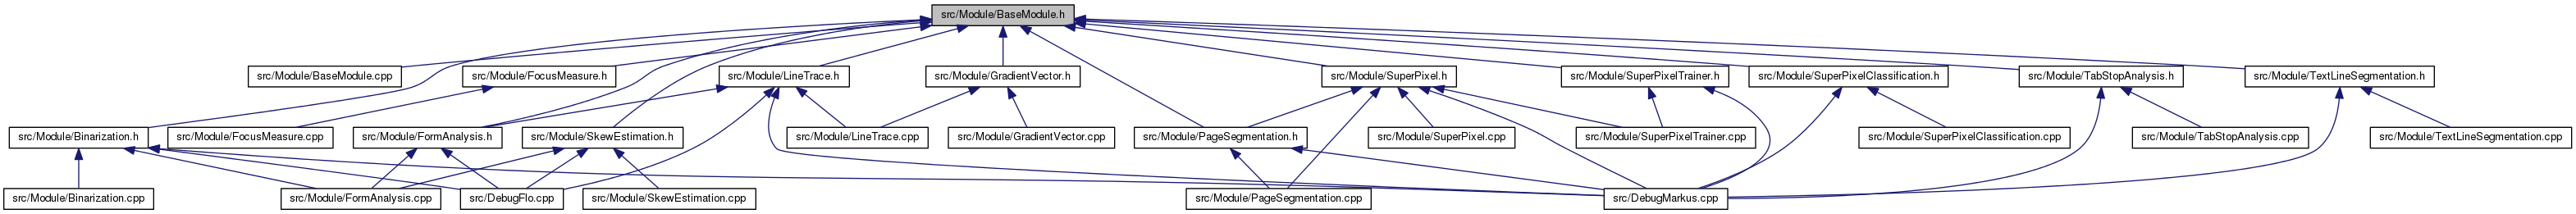 src/Module/BaseModule.h
src/Module/BaseModule.cpp
src/Module/FocusMeasure.h
src/Module/LineTrace.h
src/Module/GradientVector.h
src/Module/SuperPixel.h
src/Module/SuperPixelTrainer.h
src/Module/SuperPixelClassification.h
src/Module/TabStopAnalysis.h
src/Module/TextLineSegmentation.h
src/Module/Binarization.h
src/Module/FocusMeasure.cpp
src/Module/FormAnalysis.h
src/Module/SkewEstimation.h
src/Module/LineTrace.cpp
src/Module/GradientVector.cpp
src/Module/PageSegmentation.h
src/Module/SuperPixel.cpp
src/Module/SuperPixelTrainer.cpp
src/Module/SuperPixelClassification.cpp
src/Module/TabStopAnalysis.cpp
src/Module/TextLineSegmentation.cpp
src/Module/Binarization.cpp
src/Module/FormAnalysis.cpp
src/DebugFlo.cpp
src/Module/SkewEstimation.cpp
src/Module/PageSegmentation.cpp
src/DebugMarkus.cpp